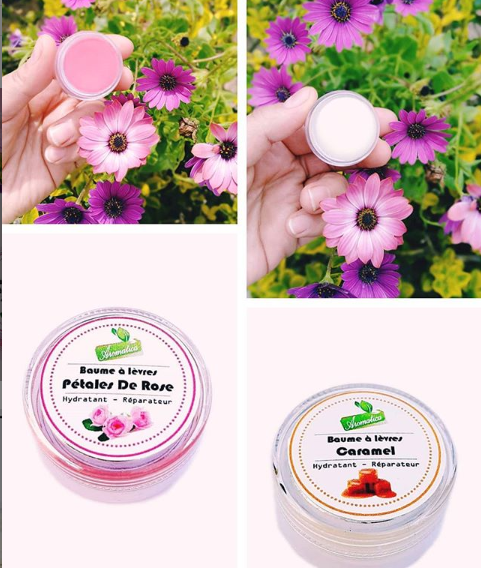 Aromatica
Baume à lèvres
Pétales De Rose
Hydratant - Réparateur
Aromatica
Baume à lèvres
Caramel
Hydratant - Réparateur